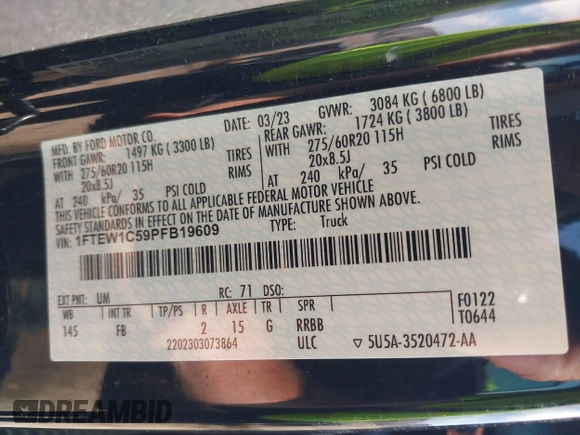 MFD. BY FORD MOTOR CO. DATE: 03/23 GVWR: 3084 KG ( 6800 LB)
FRONT GAWR: 1497 KG ( 3300 LB) REAR GAWR: 1724 KG ( 3800 LB)
WITH 275/60R20 115H TIRES WITH 275/60R20 115H TIRES
20x8.5J RIMS 20x8.5J RIMS
AT 240 kPa/ 35 PSI COLD AT 240 kPa/ 35 PSI COLD
THIS VEHICLE CONFORMS TO ALL APPLICABLE FEDERAL MOTOR VEHICLE
SAFETY STANDARDS IN EFFECT ON THE DATE OF MANUFACTURE SHOWN ABOVE.
VIN: 1FTEW1C59PFB19609 TYPE: Truck
EXT PNT: UM RC: 71 DSO:
WB INT TR TP/PS R AXLE TR SPR F0122
145 FB 2 15 G RRBB T0644
2202303073864 ULC ▽ 5U5A-3520472-AA
DREAMBID